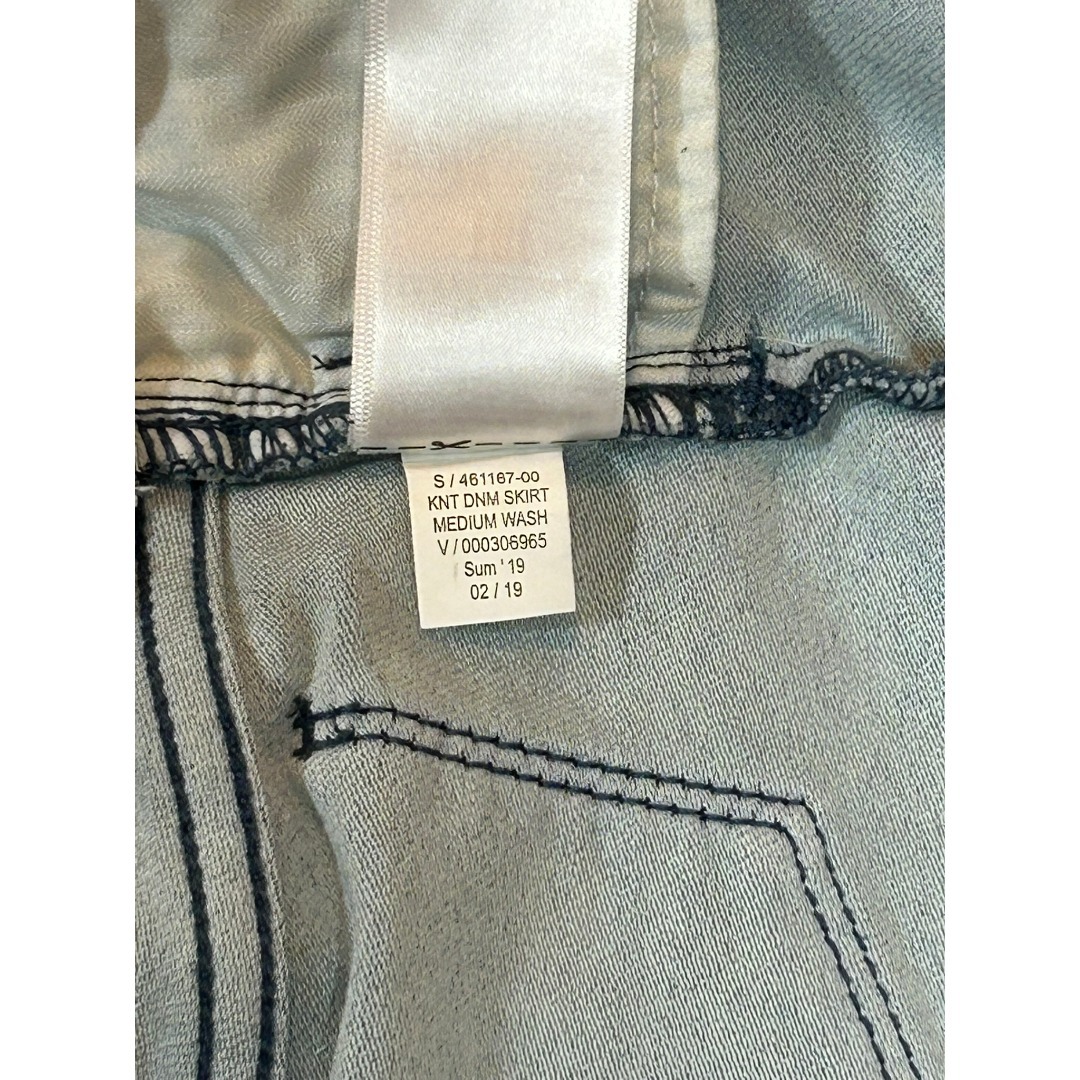 S / 461167-00
KNT DNM SKIRT
MEDIUM WASH
V / 000306965
Sum ' 19
02 / 19